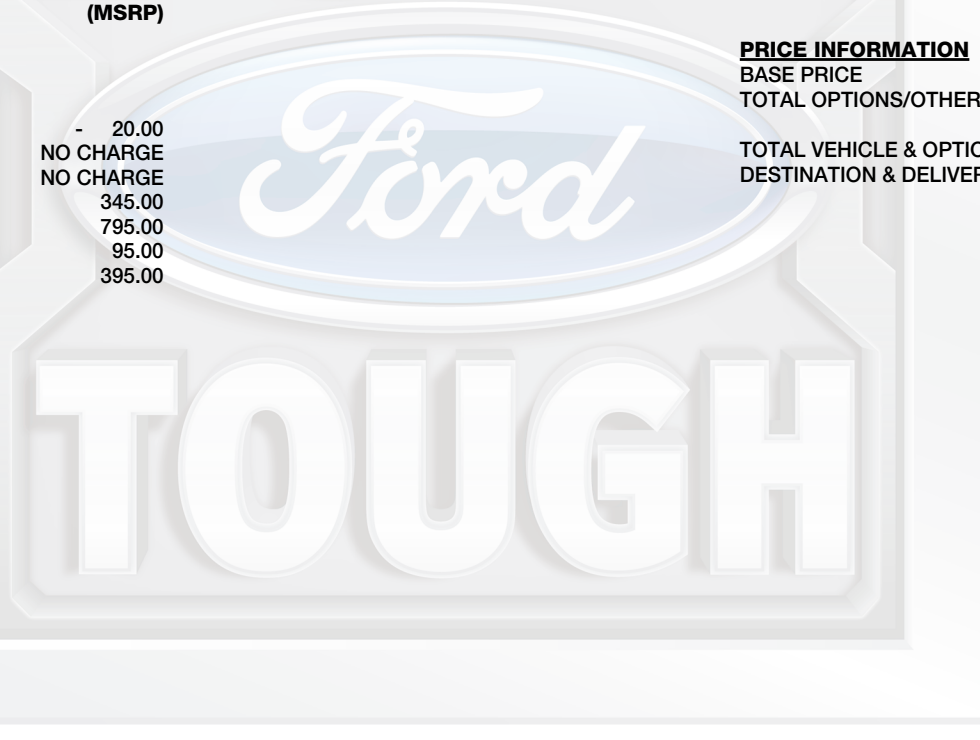 (MSRP)
- 20.00
NO CHARGE
NO CHARGE
345.00
795.00
95.00
395.00
PRICE INFORMATION
BASE PRICE
TOTAL OPTIONS/OTHER
TOTAL VEHICLE & OPTIO
DESTINATION & DELIVER
Ford
TOUGH